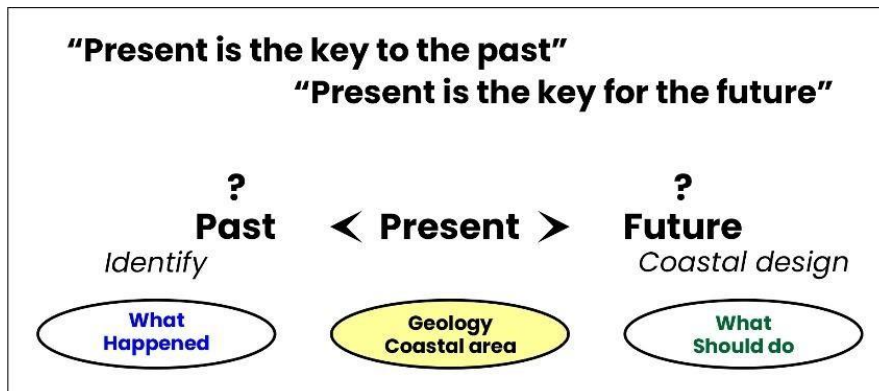 “Present is the key to the past”
“Present is the key for the future”
? ?
Past < Present > Future
Identify Coastal design
What Happened
Geology Coastal area
What Should do